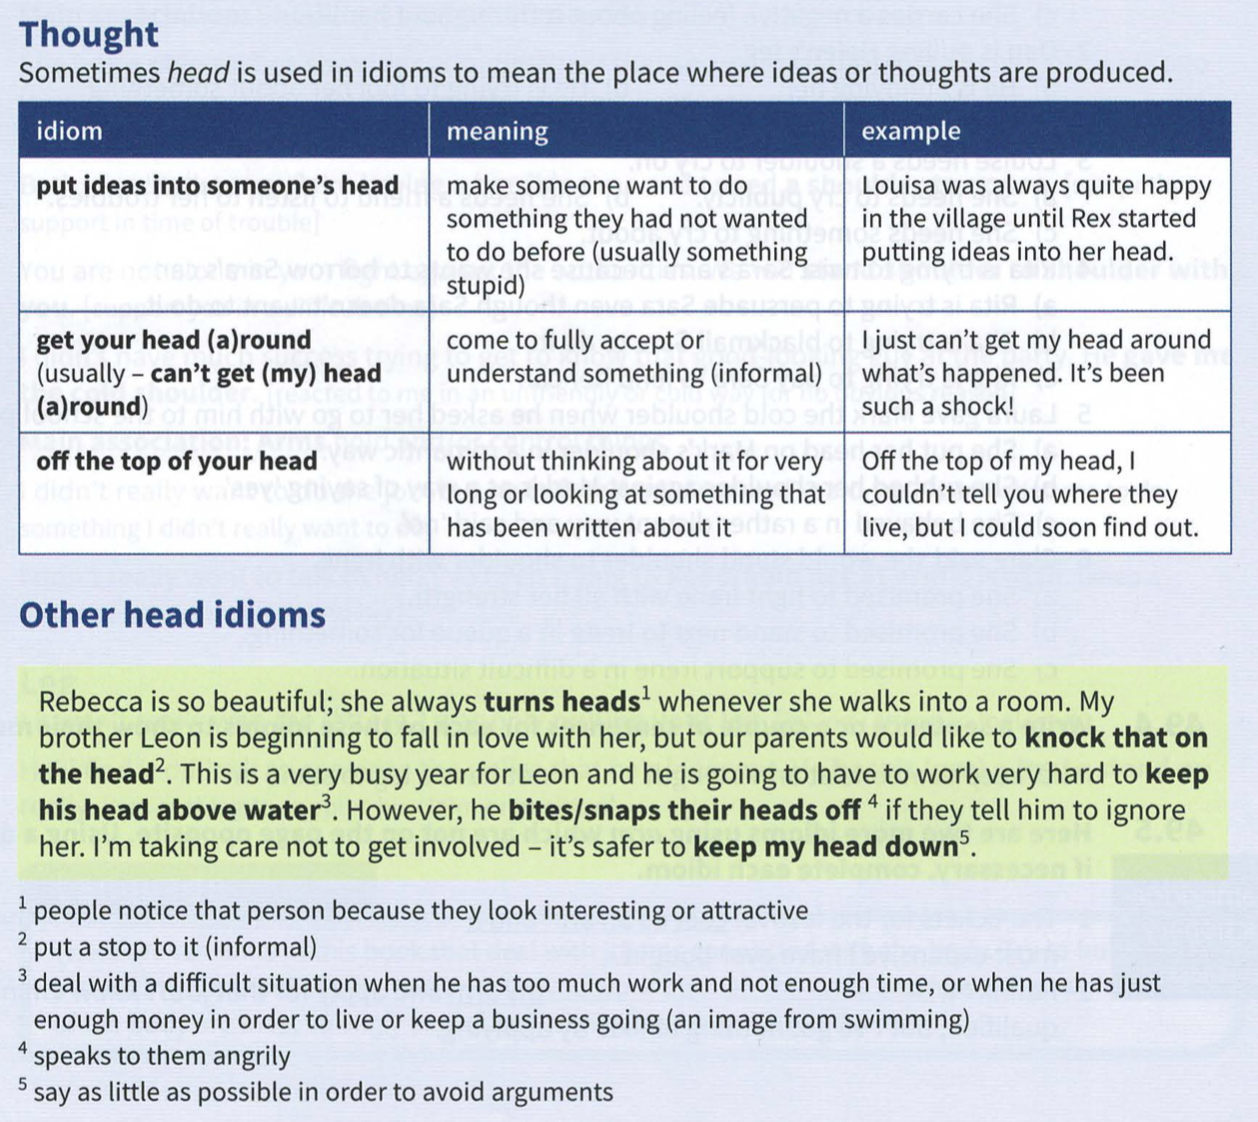 Thought
Sometimes head is used in idioms to mean the place where ideas or thoughts are produced.
idiom
meaning
example
put ideas into someone's head
make someone want to do
something they had not wanted
to do before (usually something
stupid)
Louisa was always quite happy
in the village until Rex started
putting ideas into her head.
get your head (a)round
(usually – can't get (my) head
(a)round)
come to fully accept or
understand something (informal)
I just can't get my head around
what's happened. It's been
such a shock!
off the top of your head
without thinking about it for very
long or looking at something that
has been written about it
Off the top of my head, I
couldn't tell you where they
live, but I could soon find out.
Other head idioms
Rebecca is so beautiful; she always turns heads¹ whenever she walks into a room. My
brother Leon is beginning to fall in love with her, but our parents would like to knock that on
the head². This is a very busy year for Leon and he is going to have to work very hard to keep
his head above water³. However, he bites/snaps their heads off ⁴ if they tell him to ignore
her. I'm taking care not to get involved – it's safer to keep my head down⁵.
¹ people notice that person because they look interesting or attractive
² put a stop to it (informal)
³ deal with a difficult situation when he has too much work and not enough time, or when he has just
enough money in order to live or keep a business going (an image from swimming)
⁴ speaks to them angrily
⁵ say as little as possible in order to avoid arguments